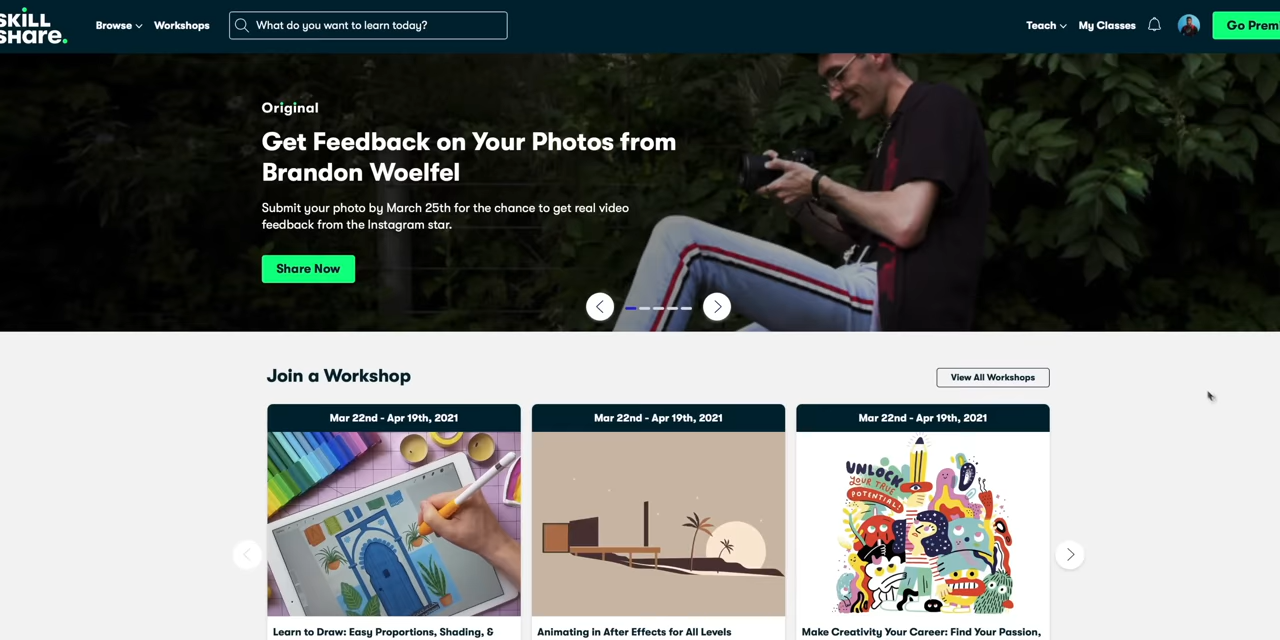 SKiLL
SHare.
Browse
Workshops
What do you want to learn today?
Teach
My Classes
Go Prem
Original
Get Feedback on Your Photos from
Brandon Woelfel
Submit your photo by March 25th for the chance to get real video
feedback from the Instagram star.
Share Now
Join a Workshop
View All Workshops
Mar 22nd - Apr 19th, 2021
Mar 22nd - Apr 19th, 2021
Mar 22nd - Apr 19th, 2021
UNLOCK
YOUR TRUE
POTENTIAL!
Learn to Draw: Easy Proportions, Shading, &
Animating in After Effects for All Levels
Make Creativity Your Career: Find Your Passion,